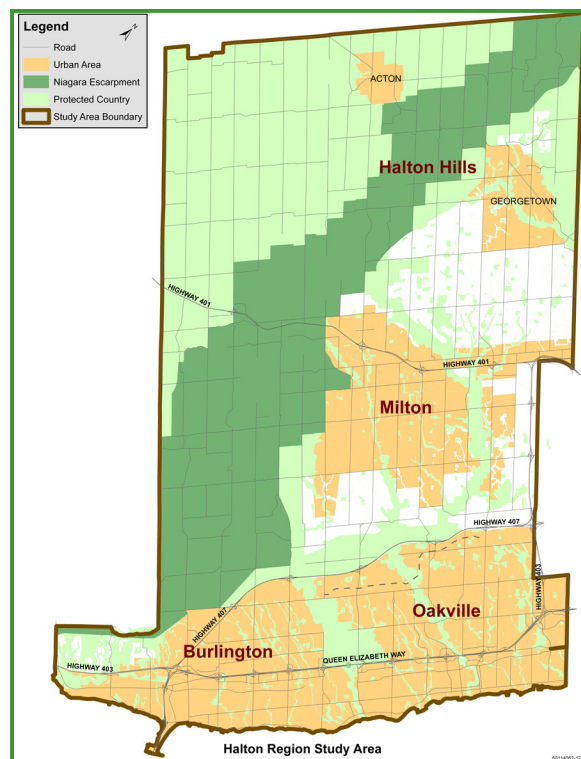 Legend
Road
Urban Area
Niagara Escarpment
Protected Country
Study Area Boundary
ACTON
Halton Hills
GEORGETOWN
HIGHWAY 401
HIGHWAY 401
Milton
HIGHWAY 407
HIGHWAY 403
Oakville
HIGHWAY 407
Burlington
QUEEN ELIZABETH WAY
HIGHWAY 403
Halton Region Study Area